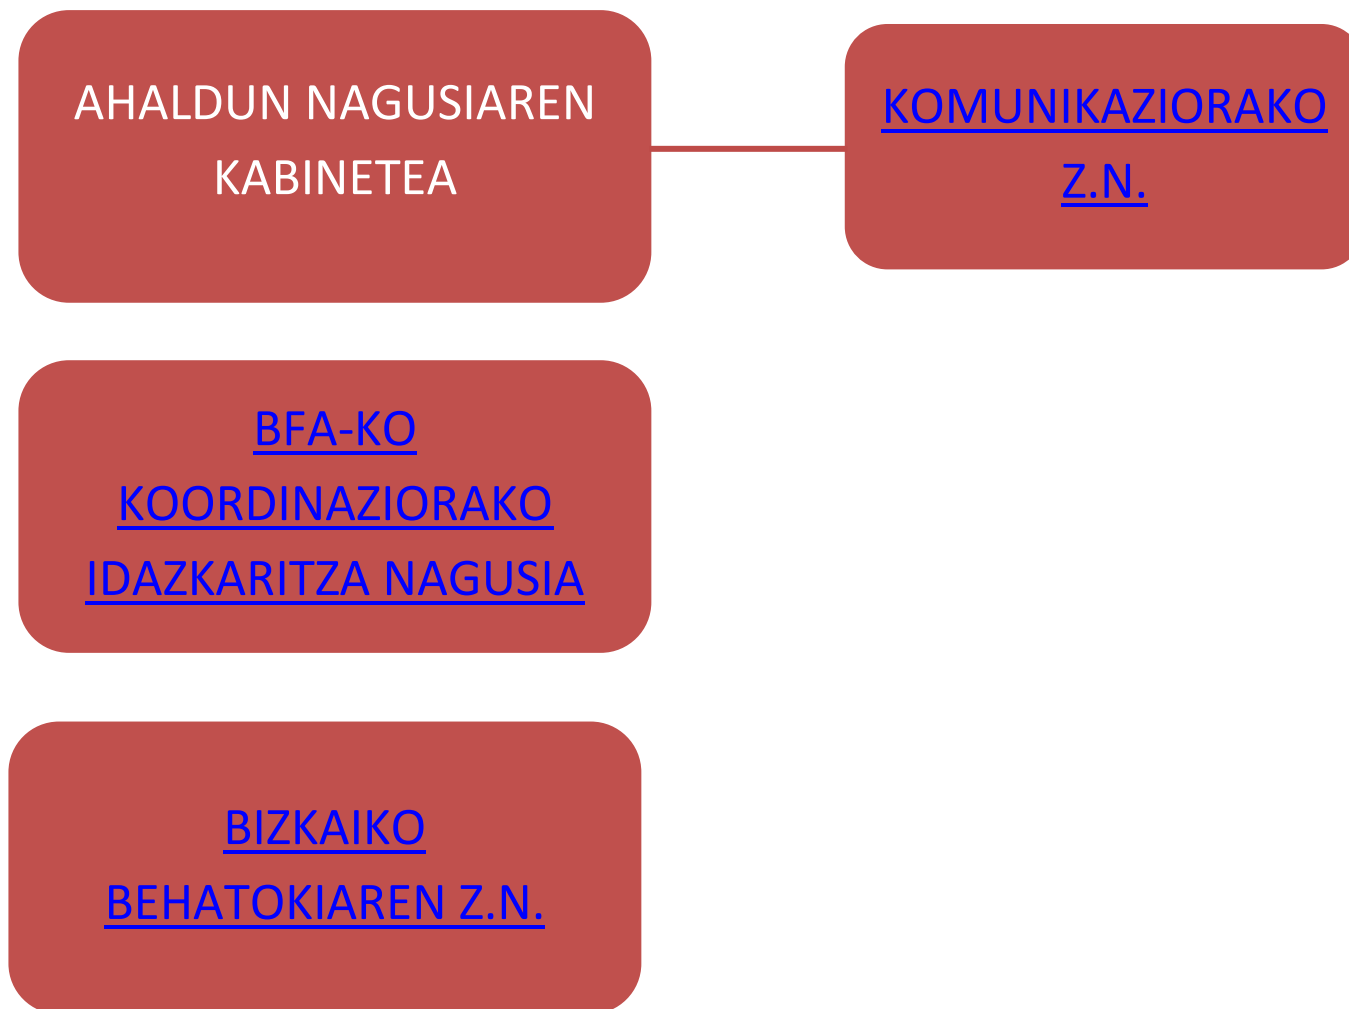 AHALDUN NAGUSIAREN
KABINETEA
KOMUNIKAZIORAKO
Z.N.
BFA-KO
KOORDINAZIORAKO
IDAZKARITZA NAGUSIA
BIZKAIKO
BEHATOKIAREN Z.N.